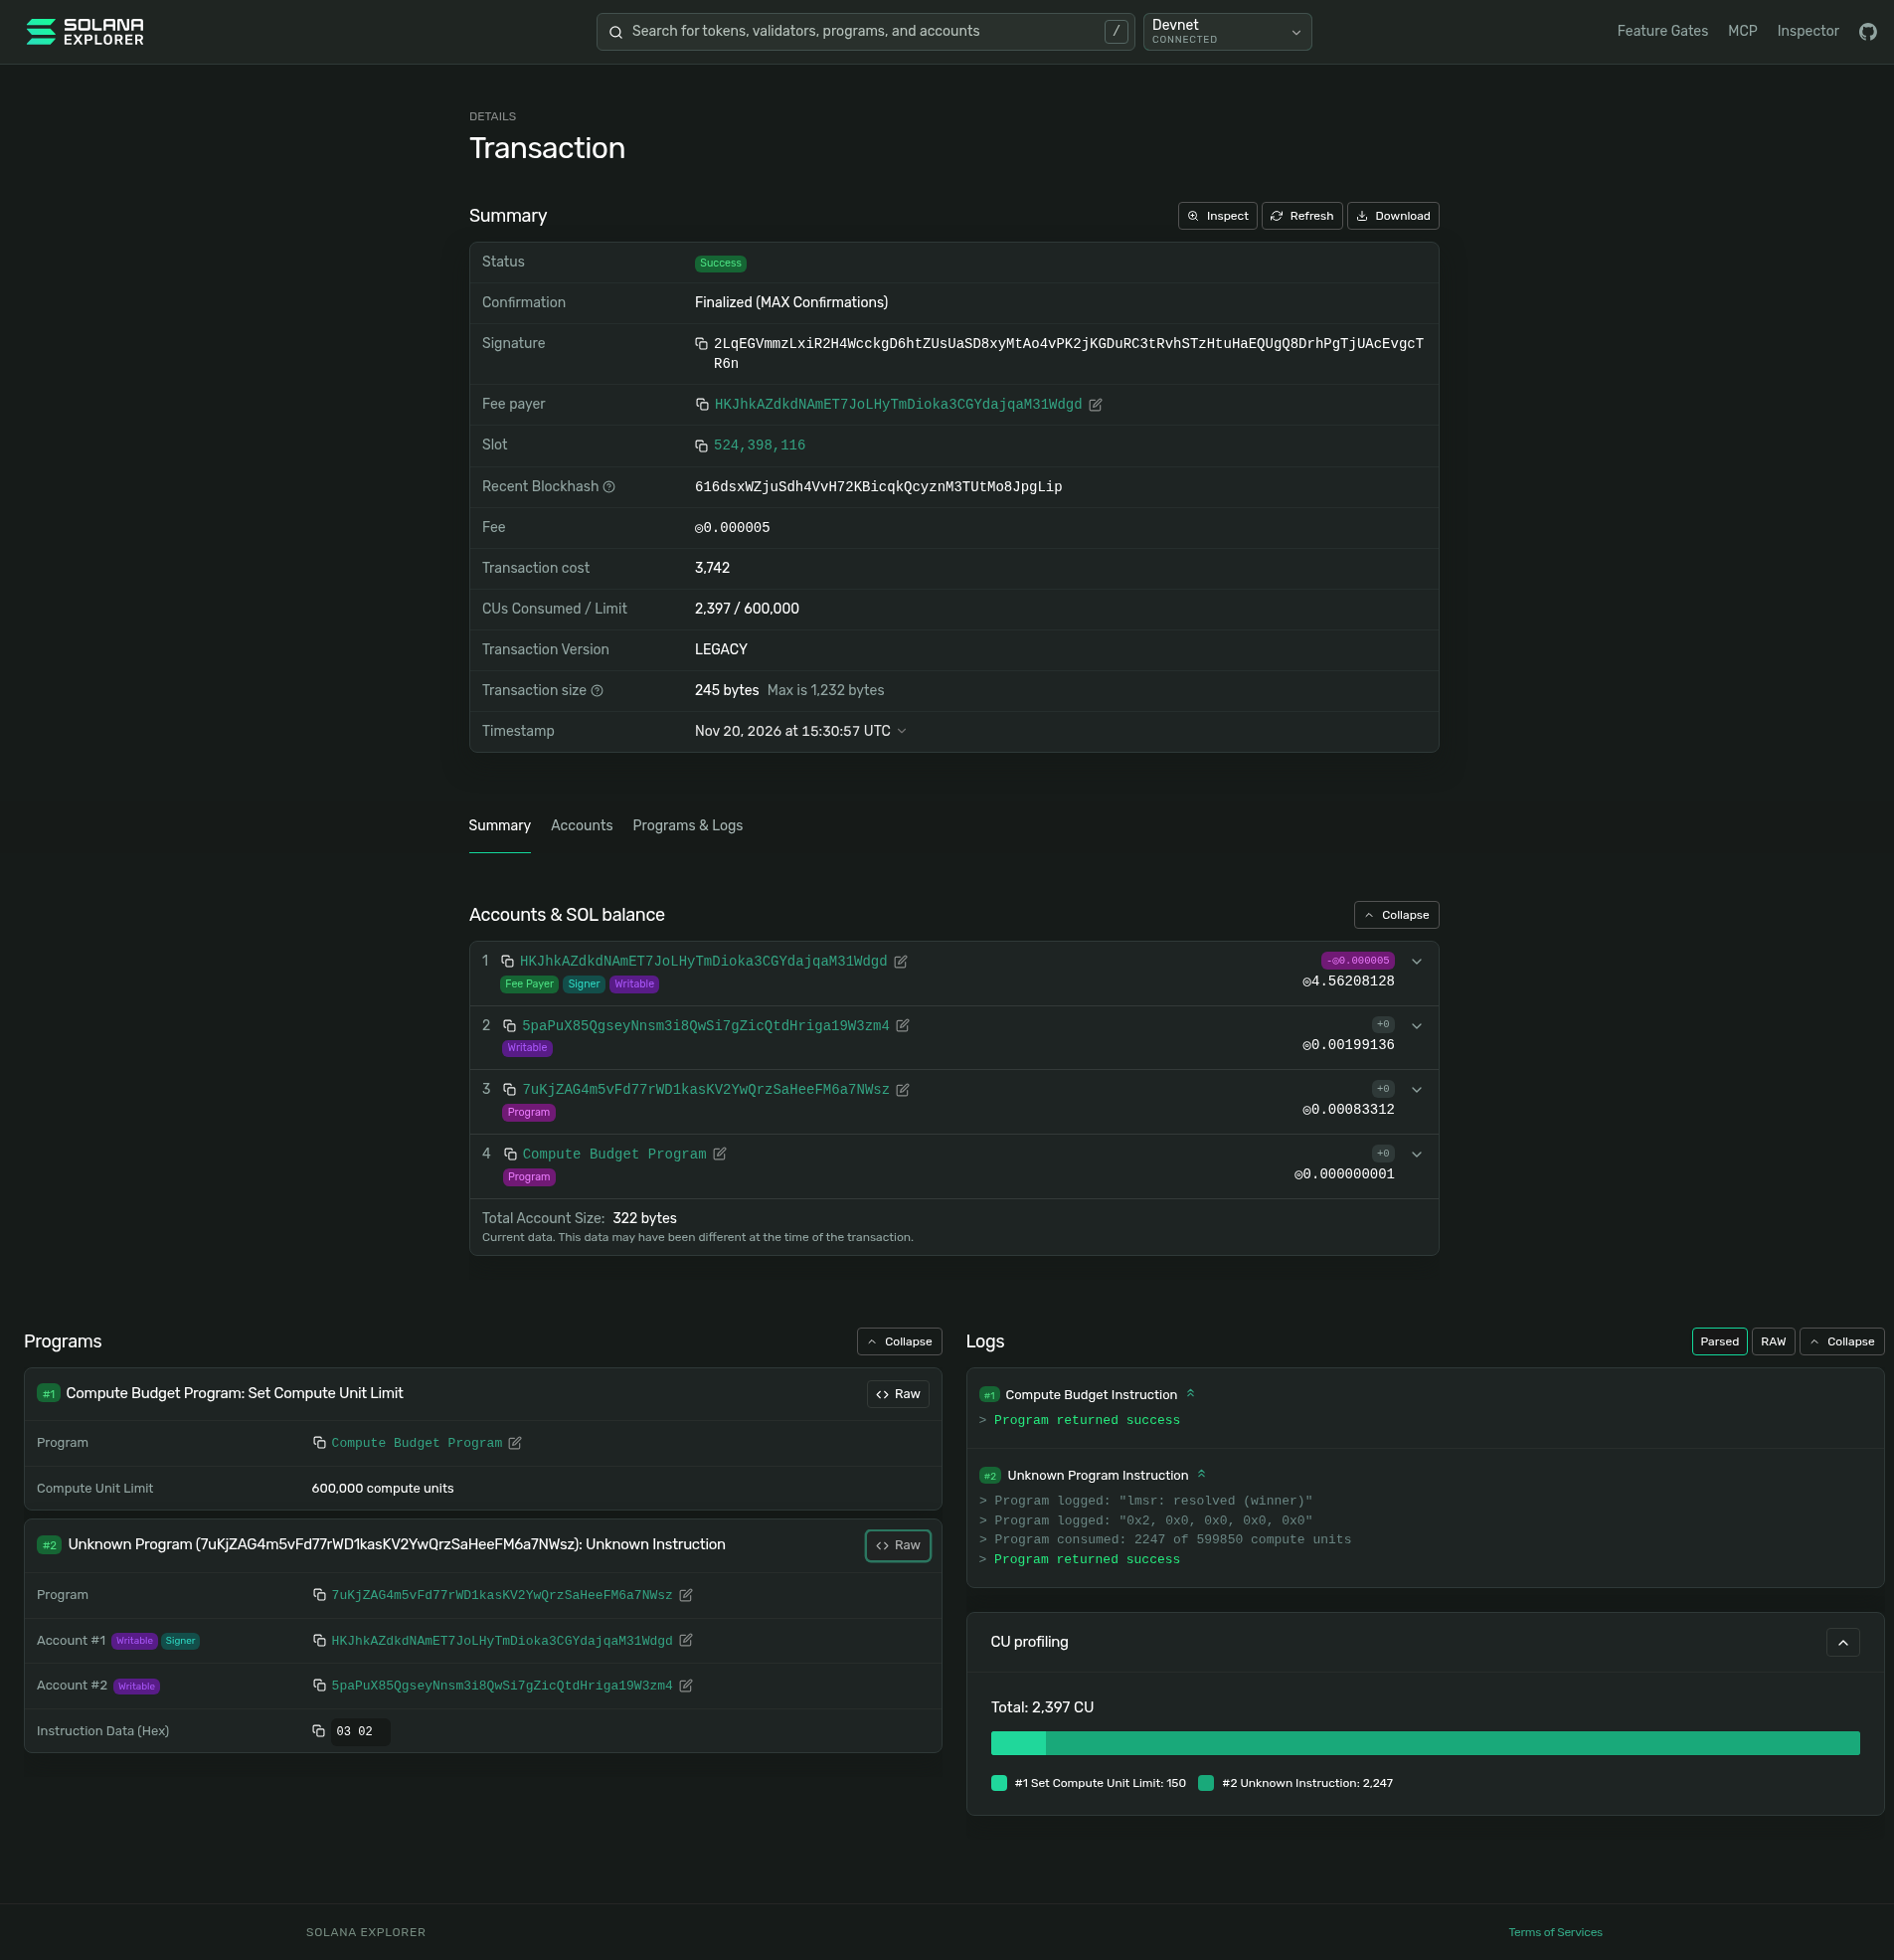 SOLANA
EXPLORER
Search for tokens, validators, programs, and accounts
/
Devnet
CONNECTED
Feature Gates
MCP
Inspector
DETAILS
Transaction
Summary
Inspect
Refresh
Download
Status
Success
Confirmation
Finalized (MAX Confirmations)
Signature
2LqEGVmmzLxiR2H4WcckgD6htZUsUaSD8xyMtAo4vPK2jKGDuRC3tRvhSTzHtuHaEQUgQ8DrhPgTjUAcEvgcT
R6n
Fee payer
HKJhkAZdkdNAmET7JoLHyTmDioka3CGYdajqaM31Wdgd
Slot
524,398,116
Recent Blockhash
616dsxWZjuSdh4VvH72KBicqkQcyznM3TUtMo8JpgLip
Fee
◎0.000005
Transaction cost
3,742
CUs Consumed / Limit
2,397 / 600,000
Transaction Version
LEGACY
Transaction size
245 bytes Max is 1,232 bytes
Timestamp
Nov 20, 2026 at 15:30:57 UTC
Summary
Accounts
Programs & Logs
Accounts & SOL balance
Collapse
1 HKJhkAZdkdNAmET7JoLHyTmDioka3CGYdajqaM31Wdgd
-◎0.000005
Fee Payer Signer Writable
◎4.56208128
2 5paPuX85QgseyNnsm3i8QwSi7gZicQtdHriga19W3zm4
+0
Writable
◎0.00199136
3 7uKjZAG4m5vFd77rWD1kasKV2YwQrzSaHeeFM6a7NWsz
+0
Program
◎0.00083312
4 Compute Budget Program
+0
Program
◎0.000000001
Total Account Size: 322 bytes
Current data. This data may have been different at the time of the transaction.
Programs
Collapse
#1 Compute Budget Program: Set Compute Unit Limit
Raw
Program
Compute Budget Program
Compute Unit Limit
600,000 compute units
#2 Unknown Program (7uKjZAG4m5vFd77rWD1kasKV2YwQrzSaHeeFM6a7NWsz): Unknown Instruction
Raw
Program
7uKjZAG4m5vFd77rWD1kasKV2YwQrzSaHeeFM6a7NWsz
Account #1 Writable Signer
HKJhkAZdkdNAmET7JoLHyTmDioka3CGYdajqaM31Wdgd
Account #2 Writable
5paPuX85QgseyNnsm3i8QwSi7gZicQtdHriga19W3zm4
Instruction Data (Hex)
03 02
Logs
Parsed
RAW
Collapse
#1 Compute Budget Instruction
> Program returned success
#2 Unknown Program Instruction
> Program logged: "lmsr: resolved (winner)"
> Program logged: "0x2, 0x0, 0x0, 0x0, 0x0"
> Program consumed: 2247 of 599850 compute units
> Program returned success
CU profiling
Total: 2,397 CU
#1 Set Compute Unit Limit: 150
#2 Unknown Instruction: 2,247
SOLANA EXPLORER
Terms of Services